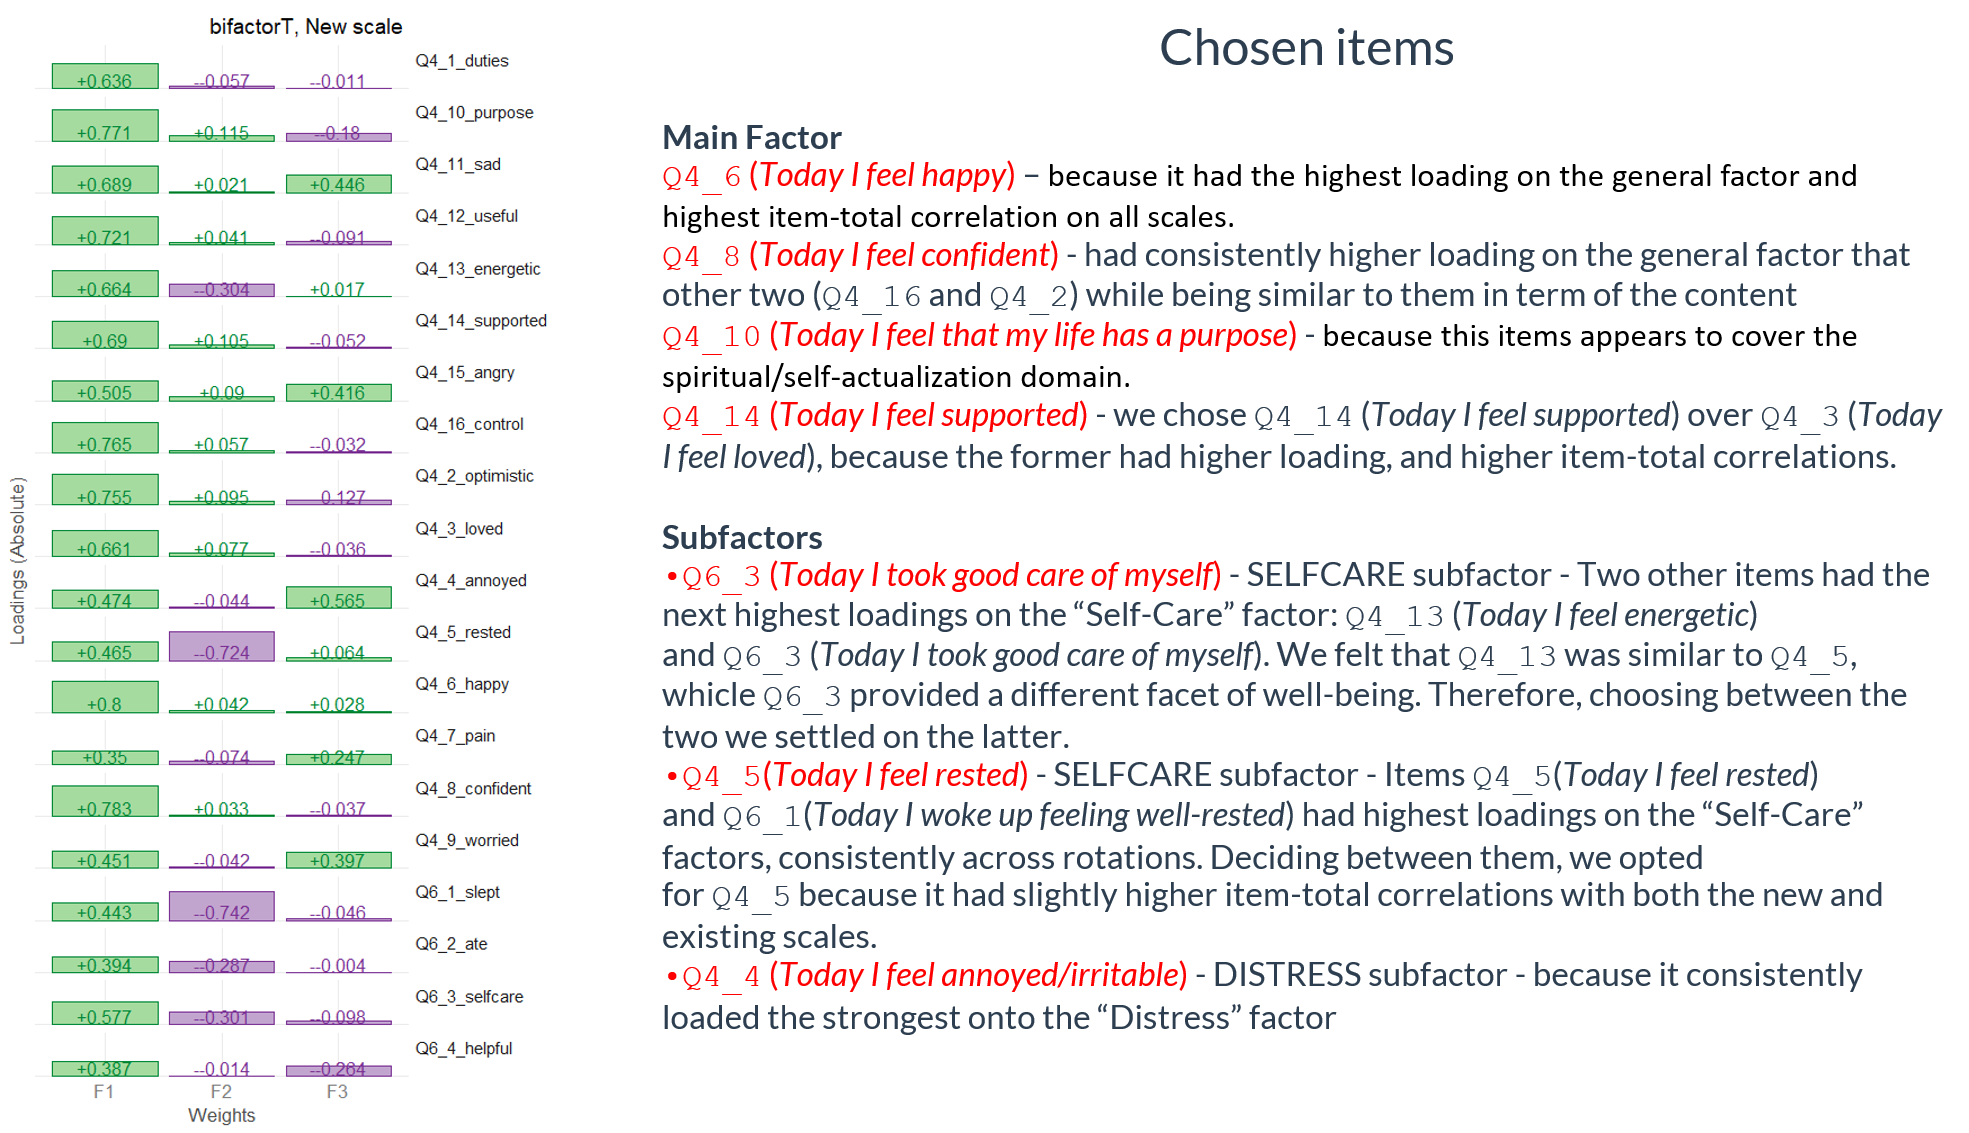 bifactorT, New scale
Q4_1_duties
+0.636 --0.057 --0.011
Q4_10_purpose
+0.771 +0.115 --0.18
Q4_11_sad
+0.689 +0.021 +0.446
Q4_12_useful
+0.721 +0.041 --0.091
Q4_13_energetic
+0.664 --0.304 +0.017
Q4_14_supported
+0.69 +0.105 --0.052
Q4_15_angry
+0.505 +0.09 +0.416
Q4_16_control
+0.765 +0.057 --0.032
Q4_2_optimistic
+0.755 +0.095 --0.127
Q4_3_loved
+0.661 +0.077 --0.036
Q4_4_annoyed
+0.474 --0.044 +0.565
Q4_5_rested
+0.465 --0.724 +0.064
Q4_6_happy
+0.8 +0.042 +0.028
Q4_7_pain
+0.35 --0.074 +0.247
Q4_8_confident
+0.783 +0.033 --0.037
Q4_9_worried
+0.451 --0.042 +0.397
Q6_1_slept
+0.443 --0.742 --0.046
Q6_2_ate
+0.394 --0.287 --0.004
Q6_3_selfcare
+0.577 --0.301 --0.098
Q6_4_helpful
+0.387 --0.014 --0.264
F1 F2 F3
Weights
Loadings (Absolute)
Chosen items
Main Factor
Q4_6 (Today I feel happy) – because it had the highest loading on the general factor and
highest item-total correlation on all scales.
Q4_8 (Today I feel confident) - had consistently higher loading on the general factor that
other two (Q4_16 and Q4_2) while being similar to them in term of the content
Q4_10 (Today I feel that my life has a purpose) - because this items appears to cover the
spiritual/self-actualization domain.
Q4_14 (Today I feel supported) - we chose Q4_14 (Today I feel supported) over Q4_3 (Today
I feel loved), because the former had higher loading, and higher item-total correlations.
Subfactors
•Q6_3 (Today I took good care of myself) - SELFCARE subfactor - Two other items had the
next highest loadings on the “Self-Care” factor: Q4_13 (Today I feel energetic)
and Q6_3 (Today I took good care of myself). We felt that Q4_13 was similar to Q4_5,
whicle Q6_3 provided a different facet of well-being. Therefore, choosing between the
two we settled on the latter.
•Q4_5(Today I feel rested) - SELFCARE subfactor - Items Q4_5(Today I feel rested)
and Q6_1(Today I woke up feeling well-rested) had highest loadings on the “Self-Care”
factors, consistently across rotations. Deciding between them, we opted
for Q4_5 because it had slightly higher item-total correlations with both the new and
existing scales.
•Q4_4 (Today I feel annoyed/irritable) - DISTRESS subfactor - because it consistently
loaded the strongest onto the “Distress” factor